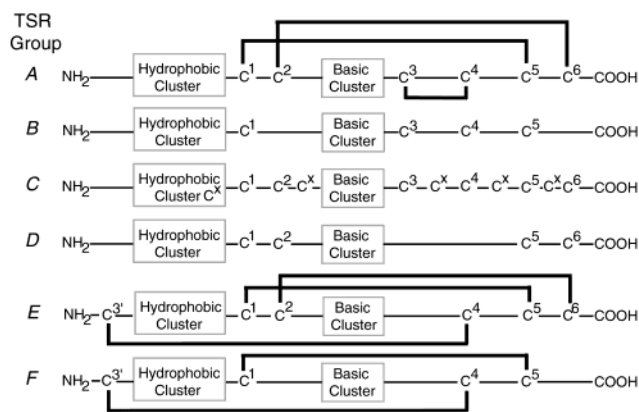 TSR
Group
A NH2 Hydrophobic Cluster C1 C2 Basic Cluster C3 C4 C5 C6 COOH
B NH2 Hydrophobic Cluster C1 Basic Cluster C3 C4 C5 COOH
C NH2 Hydrophobic Cluster Cx C1 C2 Cx Basic Cluster C3 Cx C4 Cx C5 Cx C6 COOH
D NH2 Hydrophobic Cluster C1 C2 Basic Cluster C5 C6 COOH
E NH2 C3' Hydrophobic Cluster C1 C2 Basic Cluster C4 C5 C6 COOH
F NH2 C3' Hydrophobic Cluster C1 Basic Cluster C4 C5 COOH